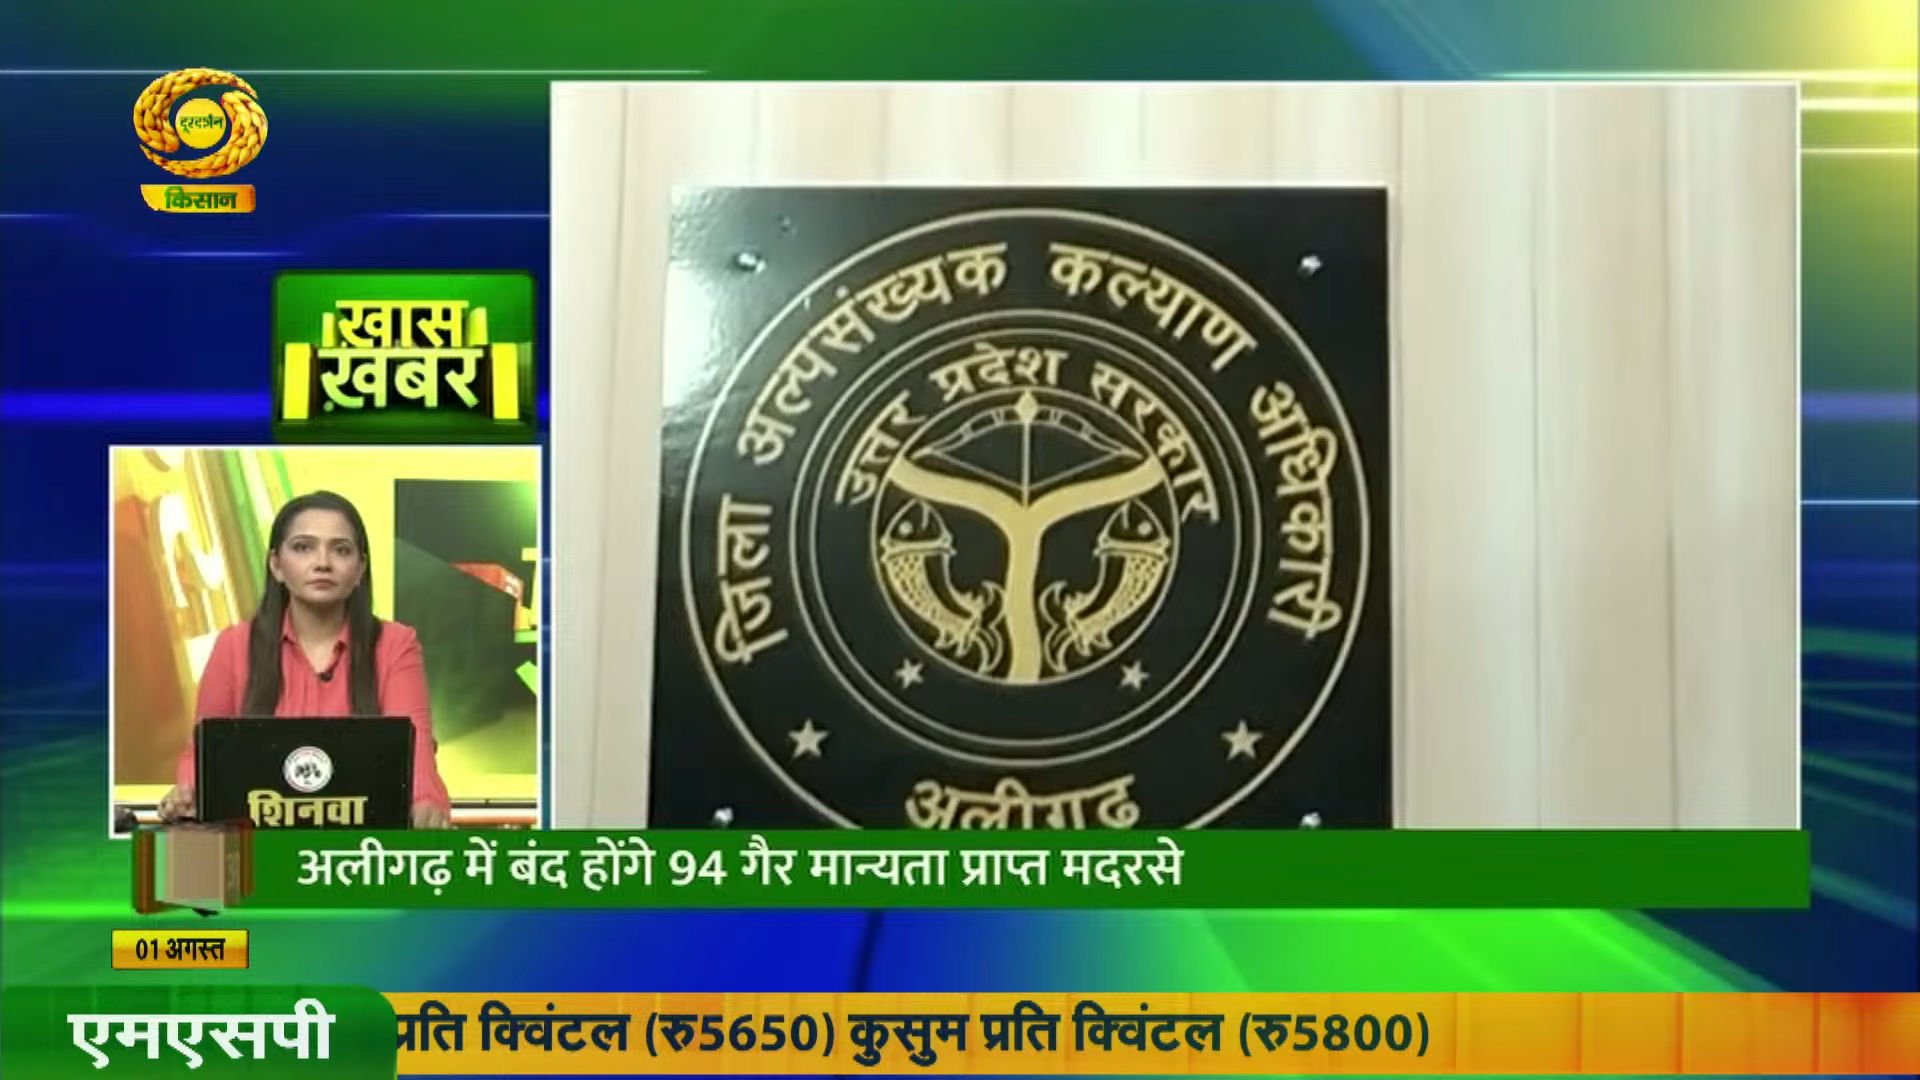 दूरदर्शन
किसान
ख़ास
ख़बर
जिला अल्पसंख्यक कल्याण अधिकारी
उत्तर प्रदेश सरकार
अलीगढ़
शिनवा
अलीगढ़ में बंद होंगे 94 गैर मान्यता प्राप्त मदरसे
01 अगस्त
एमएसपी
प्रति क्विंटल (रु5650) कुसुम प्रति क्विंटल (रु5800)